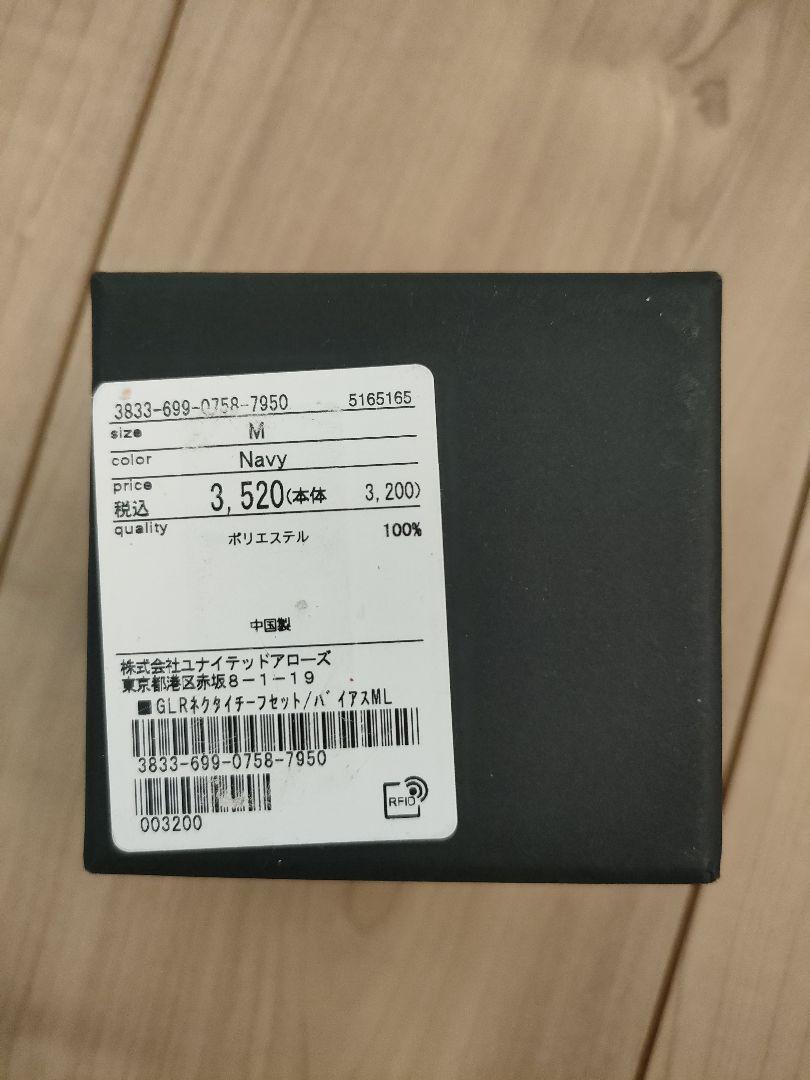 3833-699-0758-7950 5165165
size M
color Navy
price
税込 3,520(本体 3,200)
quality ポリエステル 100%
中国製
株式会社ユナイテッドアローズ
東京都港区赤坂8-1-19
■GLRネクタイチーフセット/バイアスML
3833-699-0758-7950
003200
RFID